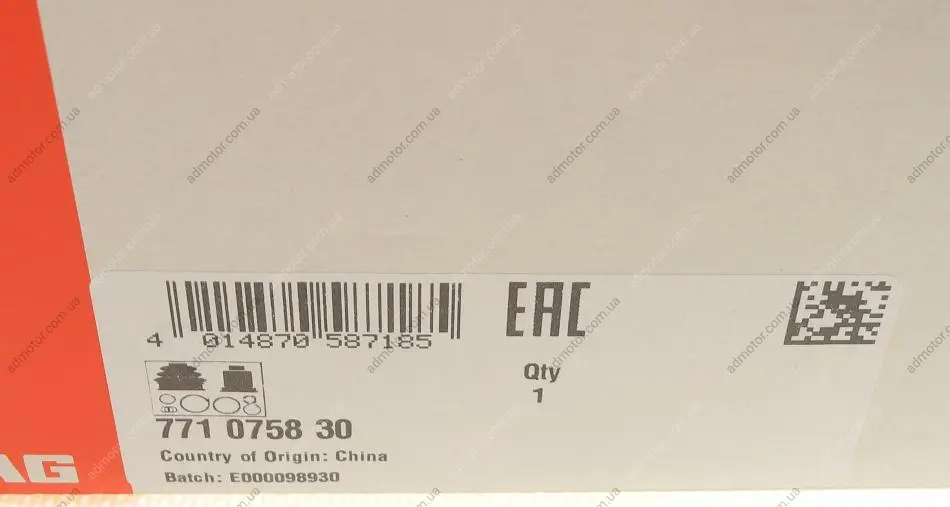 4 014870 587185
EAC
Qty
1
771 0758 30
Country of Origin: China
Batch: E000098930
AG
admotor.com.ua